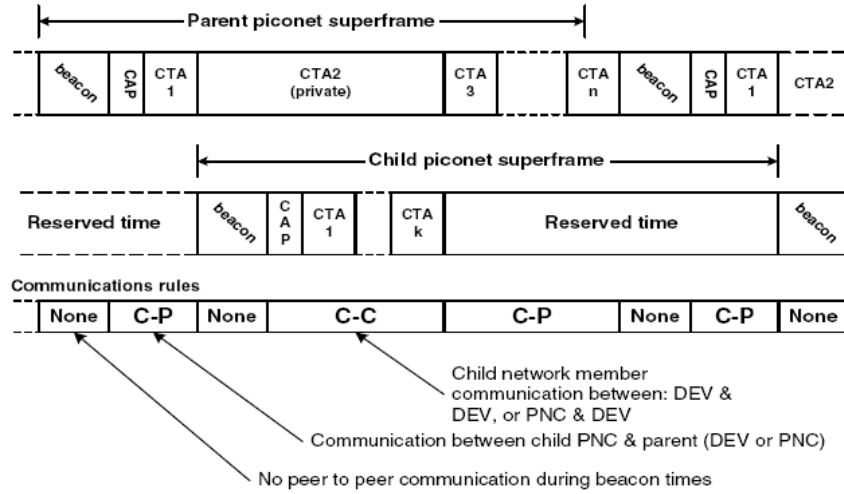 Parent piconet superframe
beacon CAP CTA 1 CTA2 (private) CTA 3 CTA n beacon CAP CTA 1 CTA2
Child piconet superframe
Reserved time beacon CAP CTA 1 CTA k Reserved time beacon
Communications rules
None C-P None C-C C-P None C-P None
Child network member
communication between: DEV &
DEV, or PNC & DEV
Communication between child PNC & parent (DEV or PNC)
No peer to peer communication during beacon times